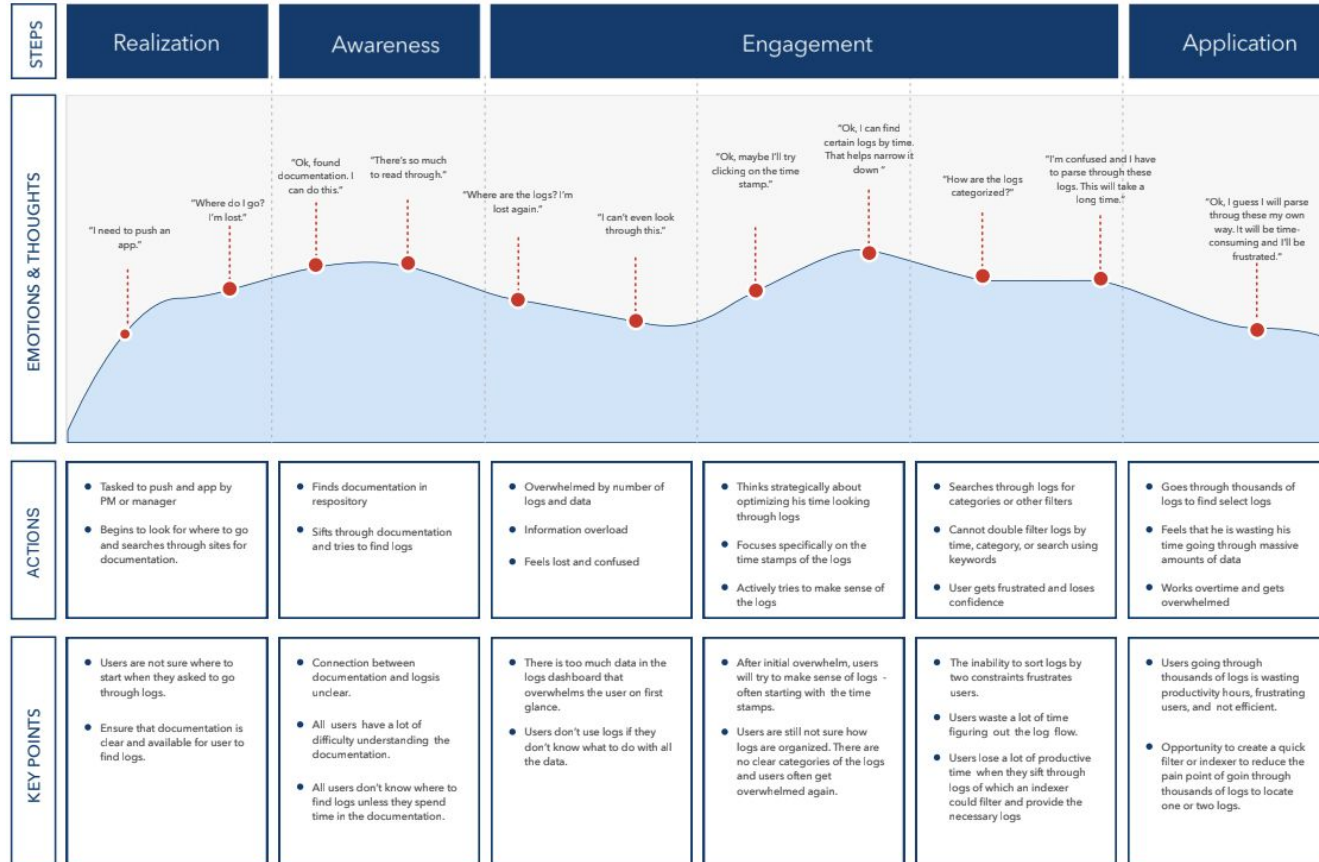 STEPS
Realization
Awareness
Engagement
Application
EMOTIONS & THOUGHTS
"I need to push an
app."
"Where do I go?
I'm lost."
"Ok, found
documentation. I
can do this."
"There's so much
to read through."
"Where are the logs? I'm
lost again."
"I can't even look
through this."
"Ok, maybe I'll try
clicking on the time
stamp."
"Ok, I can find
certain logs by time.
That helps narrow it
down "
"How are the logs
categorized?"
"I'm confused and I have
to parse through these
logs. This will take a
long time."
"Ok, I guess I will parse
throug these my own
way. It will be time-
consuming and I'll be
frustrated."
ACTIONS
Tasked to push and app by
PM or manager
Begins to look for where to go
and searches through sites for
documentation.
Finds documentation in
respository
Sifts through documentation
and tries to find logs
Overwhelmed by number of
logs and data
Information overload
Feels lost and confused
Thinks strategically about
optimizing his time looking
through logs
Focuses specifically on the
time stamps of the logs
Actively tries to make sense of
the logs
Searches through logs for
categories or other filters
Cannot double filter logs by
time, category, or search using
keywords
User gets frustrated and loses
confidence
Goes through thousands of
logs to find select logs
Feels that he is wasting his
time going through massive
amounts of data
Works overtime and gets
overwhelmed
KEY POINTS
Users are not sure where to
start when they asked to go
through logs.
Ensure that documentation is
clear and available for user to
find logs.
Connection between
documentation and logsis
unclear.
All users have a lot of
difficulty understanding the
documentation.
All users don't know where to
find logs unless they spend
time in the documentation.
There is too much data in the
logs dashboard that
overwhelms the user on first
glance.
Users don't use logs if they
don't know what to do with all
the data.
After initial overwhelm, users
will try to make sense of logs -
often starting with the time
stamps.
Users are still not sure how
logs are organized. There are
no clear categories of the logs
and users often get
overwhelmed again.
The inability to sort logs by
two constraints frustrates
users.
Users waste a lot of time
figuring out the log flow.
Users lose a lot of productive
time when they sift through
logs of which an indexer
could filter and provide the
necessary logs
Users going through
thousands of logs is wasting
productivity hours, frustrating
users, and not efficient.
Opportunity to create a quick
filter or indexer to reduce the
pain point of goin through
thousands of logs to locate
one or two logs.